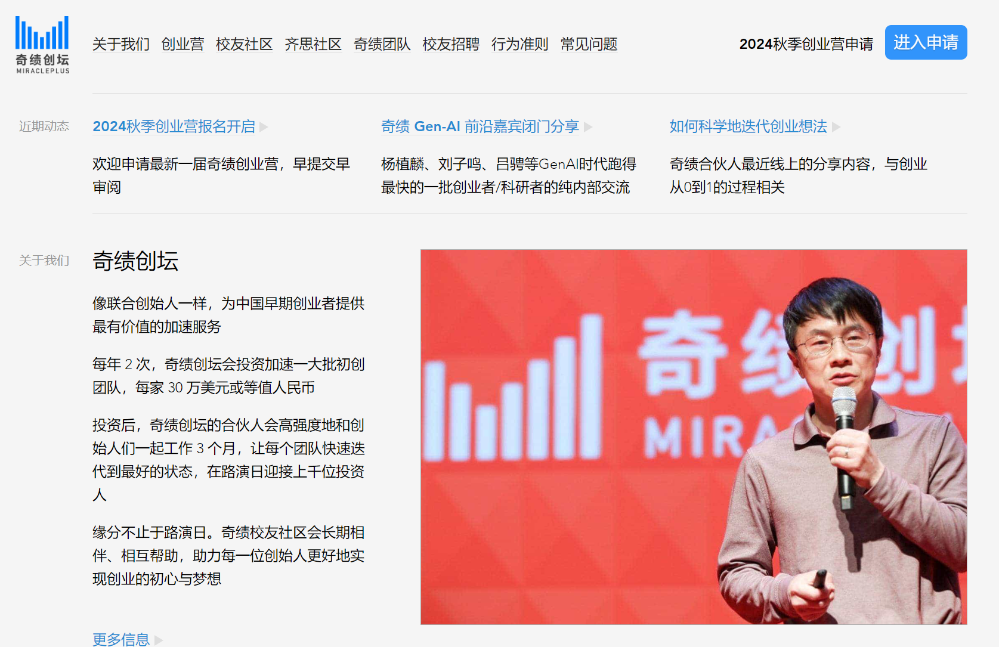 奇绩创坛
MIRACLEPLUS
关于我们 创业营 校友社区 齐思社区 奇绩团队 校友招聘 行为准则 常见问题
2024秋季创业营申请
进入申请
近期动态
2024秋季创业营报名开启
欢迎申请最新一届奇绩创业营，早提交早
审阅
奇绩 Gen-AI 前沿嘉宾闭门分享
杨植麟、刘子鸣、吕骋等GenAI时代跑得
最快的一批创业者/科研者的纯内部交流
如何科学地迭代创业想法
奇绩合伙人最近线上的分享内容，与创业
从0到1的过程相关
关于我们
奇绩创坛
像联合创始人一样，为中国早期创业者提供
最有价值的加速服务
每年 2 次，奇绩创坛会投资加速一大批初创
团队，每家 30 万美元或等值人民币
投资后，奇绩创坛的合伙人会高强度地和创
始人们一起工作 3 个月，让每个团队快速迭
代到最好的状态，在路演日迎接上千位投资
人
缘分不止于路演日。奇绩校友社区会长期相
伴、相互帮助，助力每一位创始人更好地实
现创业的初心与梦想
更多信息
奇绩创
MIRA